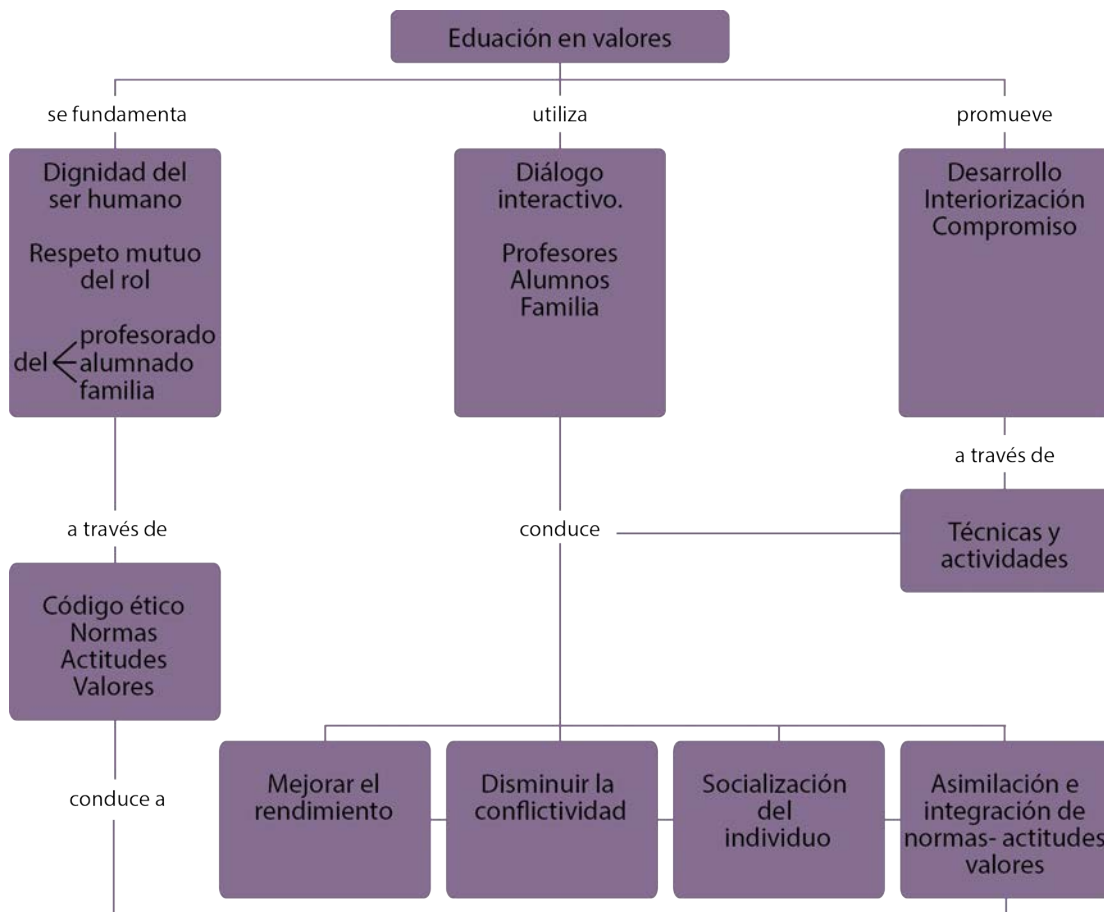 Eduación en valores
se fundamenta
utiliza
promueve
Dignidad del
ser humano
Respeto mutuo
del rol
del
profesorado
alumnado
familia
Diálogo
interactivo.
Profesores
Alumnos
Familia
Desarrollo
Interiorización
Compromiso
a través de
Técnicas y
actividades
a través de
conduce
Código ético
Normas
Actitudes
Valores
conduce a
Mejorar el
rendimiento
Disminuir la
conflictividad
Socialización
del
individuo
Asimilación e
integración de
normas- actitudes
valores